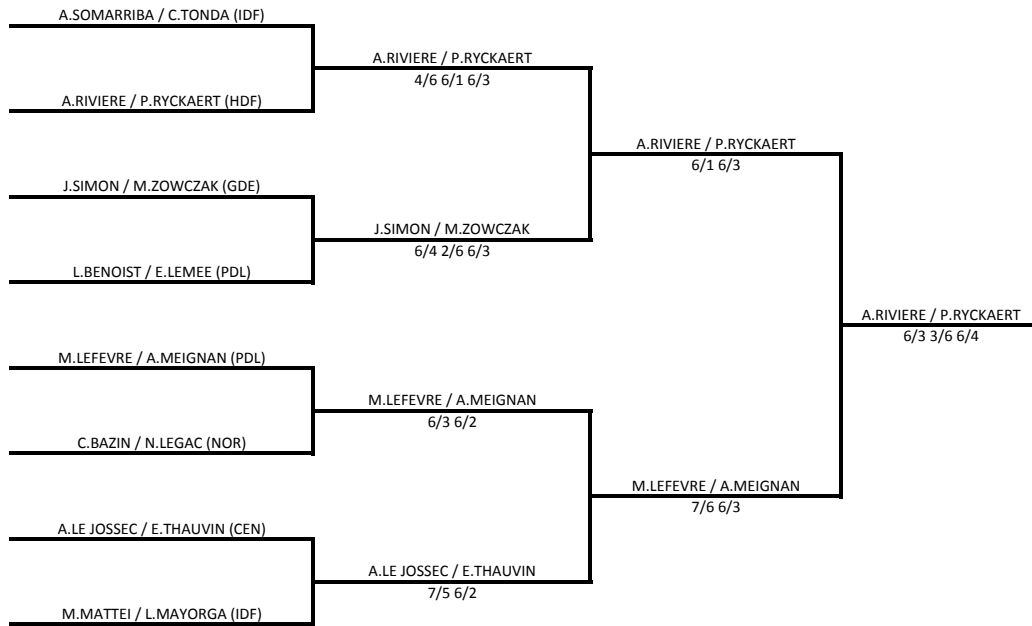 A.SOMARRIBA / C.TONDA (IDF)
A.RIVIERE / P.RYCKAERT
4/6 6/1 6/3
A.RIVIERE / P.RYCKAERT (HDF)
A.RIVIERE / P.RYCKAERT
6/1 6/3
J.SIMON / M.ZOWCZAK (GDE)
J.SIMON / M.ZOWCZAK
6/4 2/6 6/3
L.BENOIST / E.LEMEE (PDL)
A.RIVIERE / P.RYCKAERT
6/3 3/6 6/4
M.LEFEVRE / A.MEIGNAN (PDL)
M.LEFEVRE / A.MEIGNAN
6/3 6/2
C.BAZIN / N.LEGAC (NOR)
M.LEFEVRE / A.MEIGNAN
7/6 6/3
A.LE JOSSEC / E.THAUVIN (CEN)
A.LE JOSSEC / E.THAUVIN
7/5 6/2
M.MATTEI / L.MAYORGA (IDF)